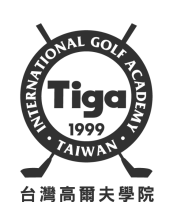 INTERNATIONAL GOLF ACADEMY
Tiga
1999
• TAIWAN •
台灣高爾夫學院